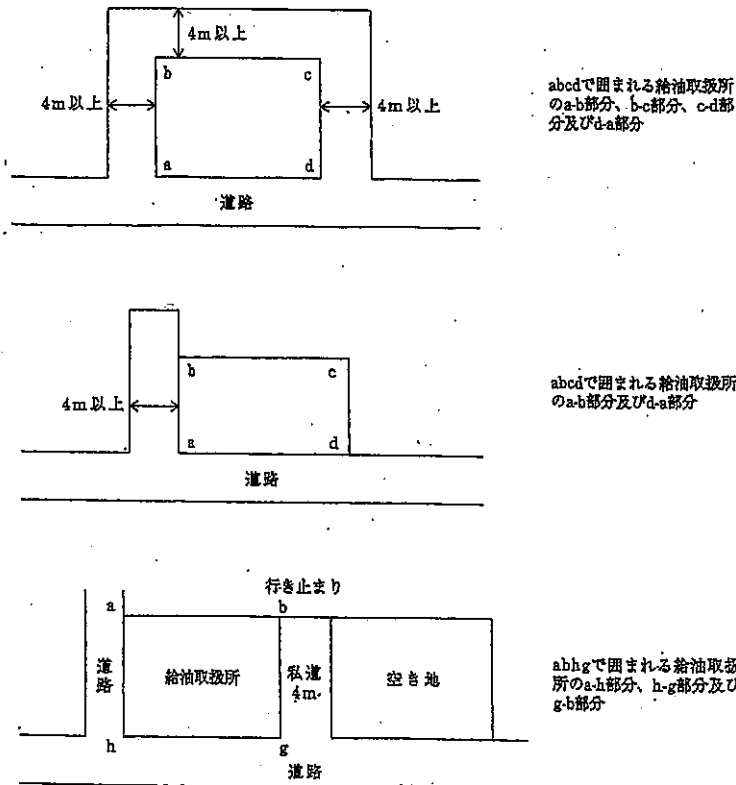 4m以上
b c
4m以上 4m以上
a d
道路
abcdで囲まれる給油取扱所
のa-b部分、b-c部分、c-d部
分及びd-a部分
b c
4m以上
a d
道路
abcdで囲まれる給油取扱所
のa-b部分及びd-a部分
行き止まり
a b
道路
給油取扱所
私道
4m
空き地
h g
道路
abhgで囲まれる給油取扱
所のa-h部分、h-g部分及び
g-b部分